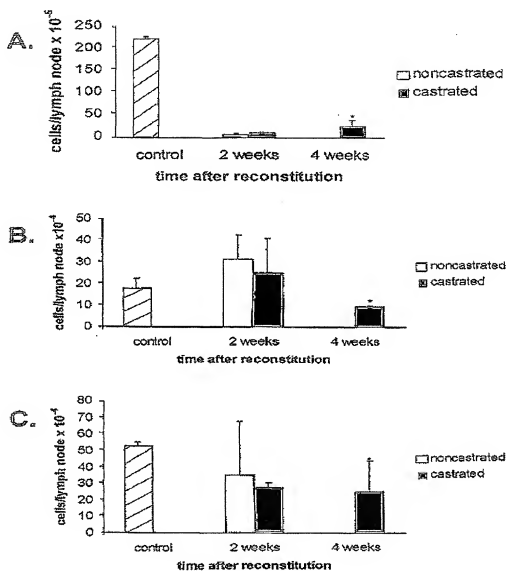 A.
cells/lymph node x 10⁻⁵
250
200
150
100
50
0
*
control
2 weeks
4 weeks
time after reconstitution
noncastrated
castrated
B.
cells/lymph node x10⁻⁴
50
40
30
20
10
0
*
control
2 weeks
4 weeks
time after reconstitution
noncastrated
castrated
C.
cells/lymph node x 10⁻⁴
80
70
60
50
40
30
20
10
0
*
control
2 weeks
4 weeks
time after reconstitution
noncastrated
castrated